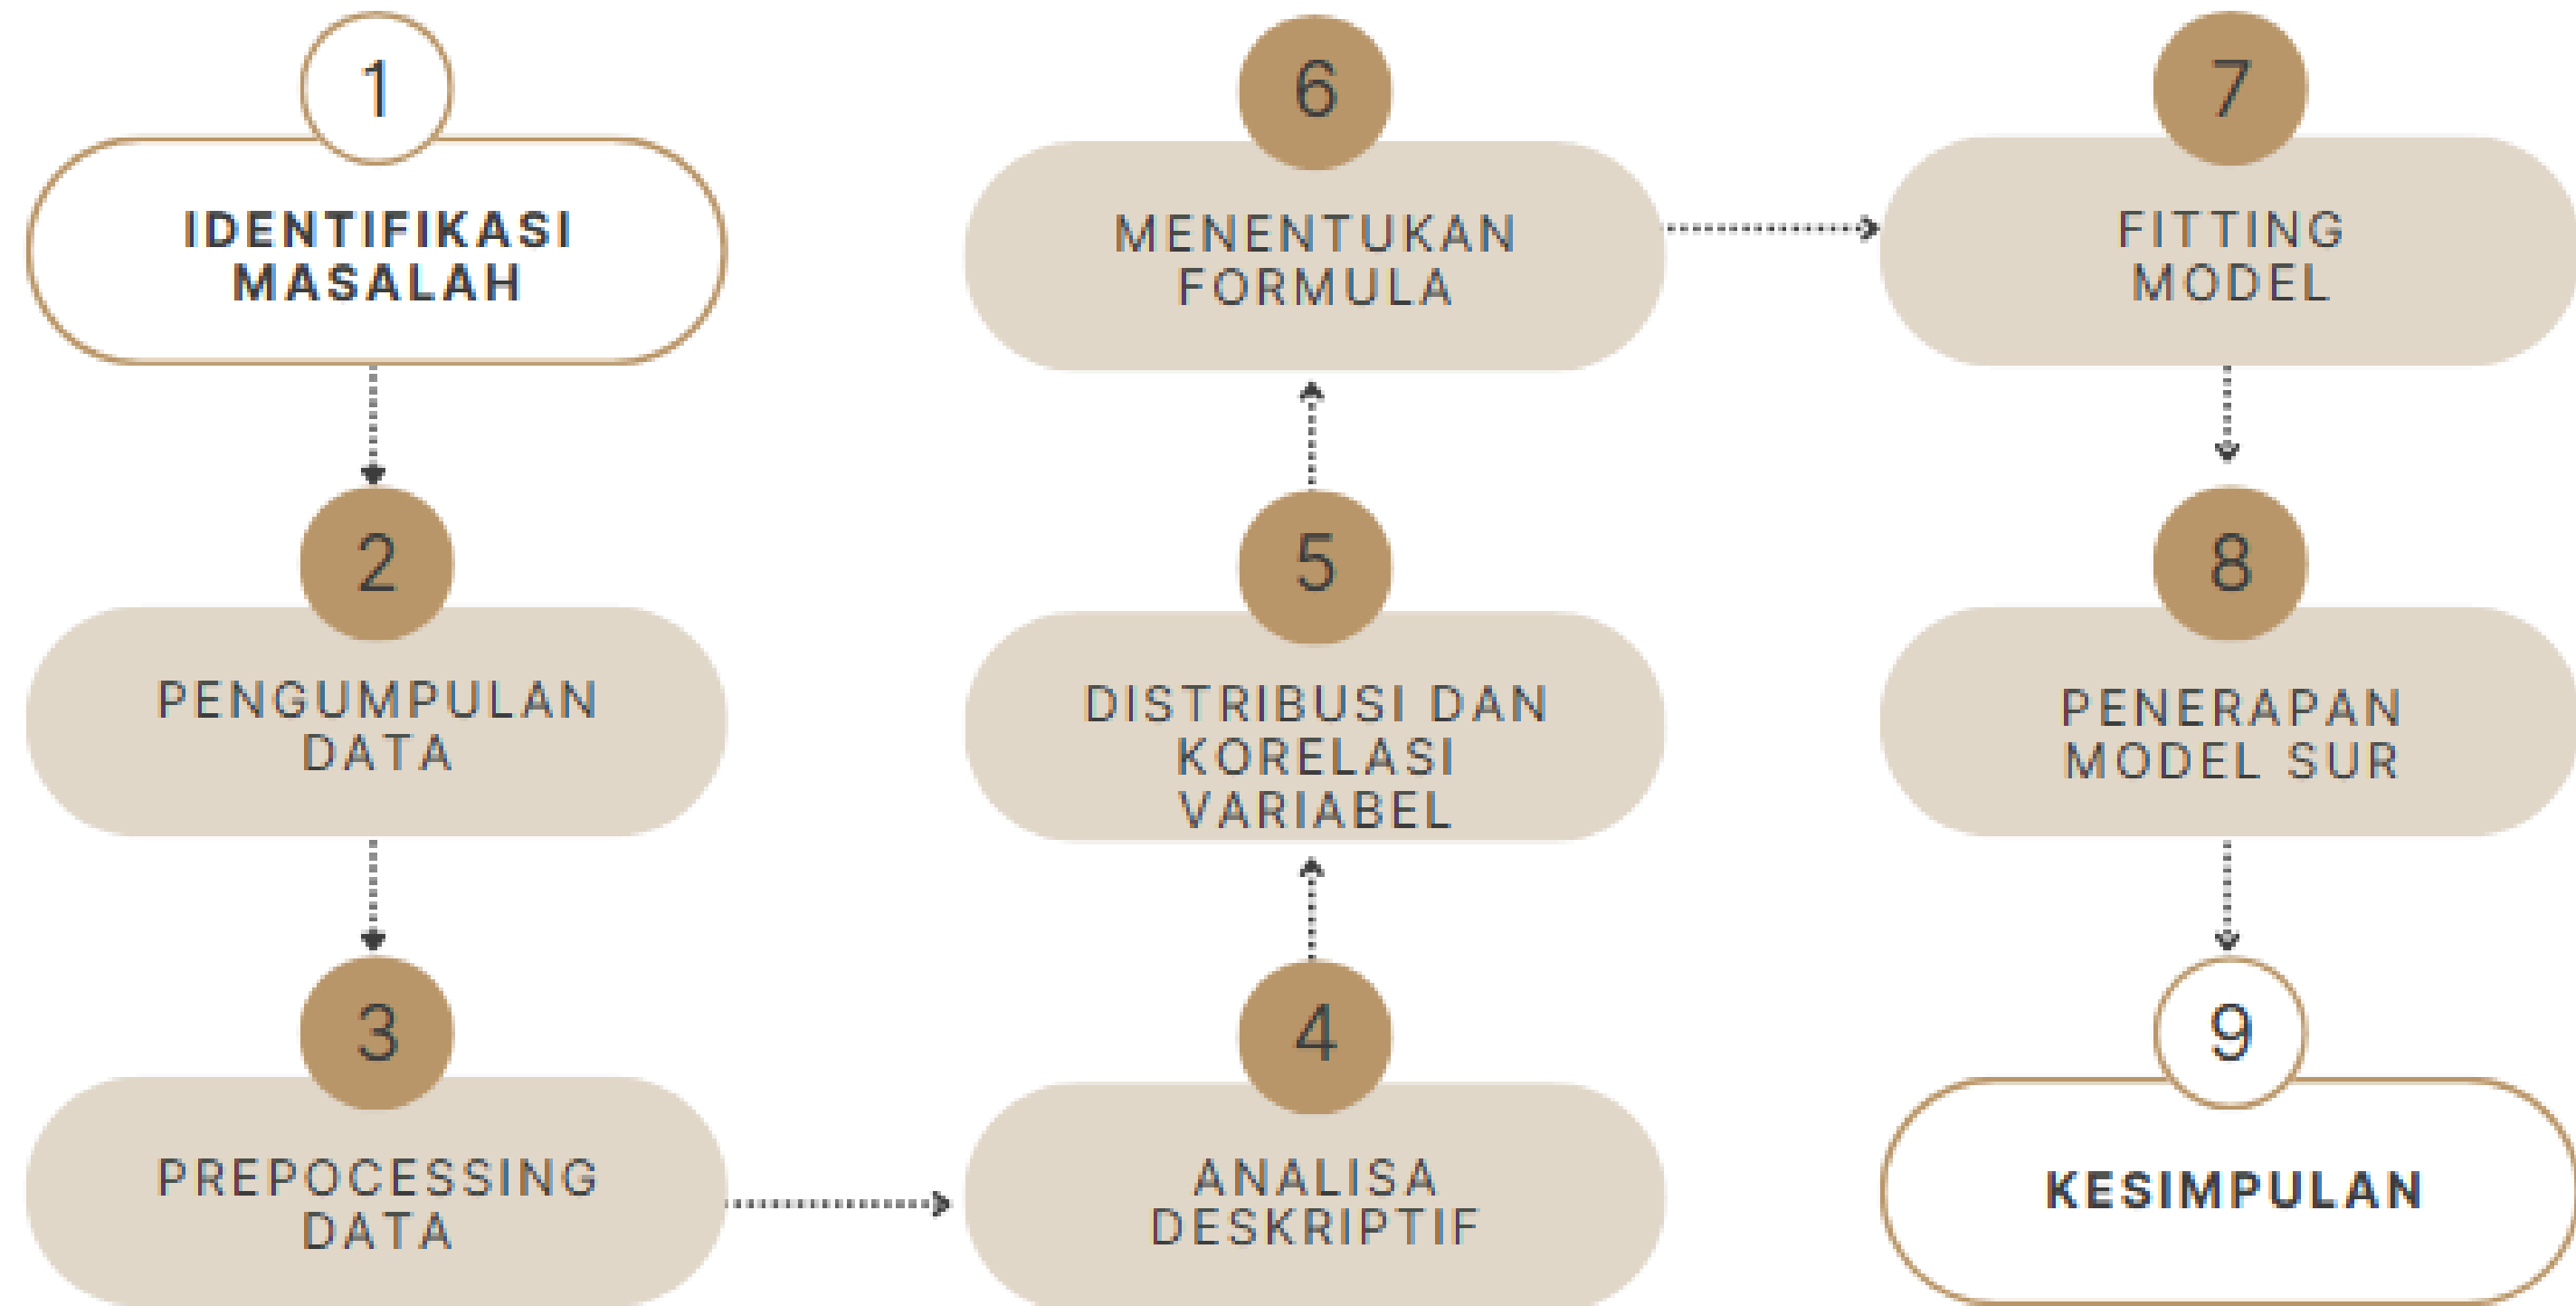 1
IDENTIFIKASI
MASALAH
2
PENGUMPULAN
DATA
3
PREPOCESSING
DATA
4
ANALISA
DESKRIPTIF
5
DISTRIBUSI DAN
KORELASI
VARIABEL
6
MENENTUKAN
FORMULA
7
FITTING
MODEL
8
PENERAPAN
MODEL SUR
9
KESIMPULAN